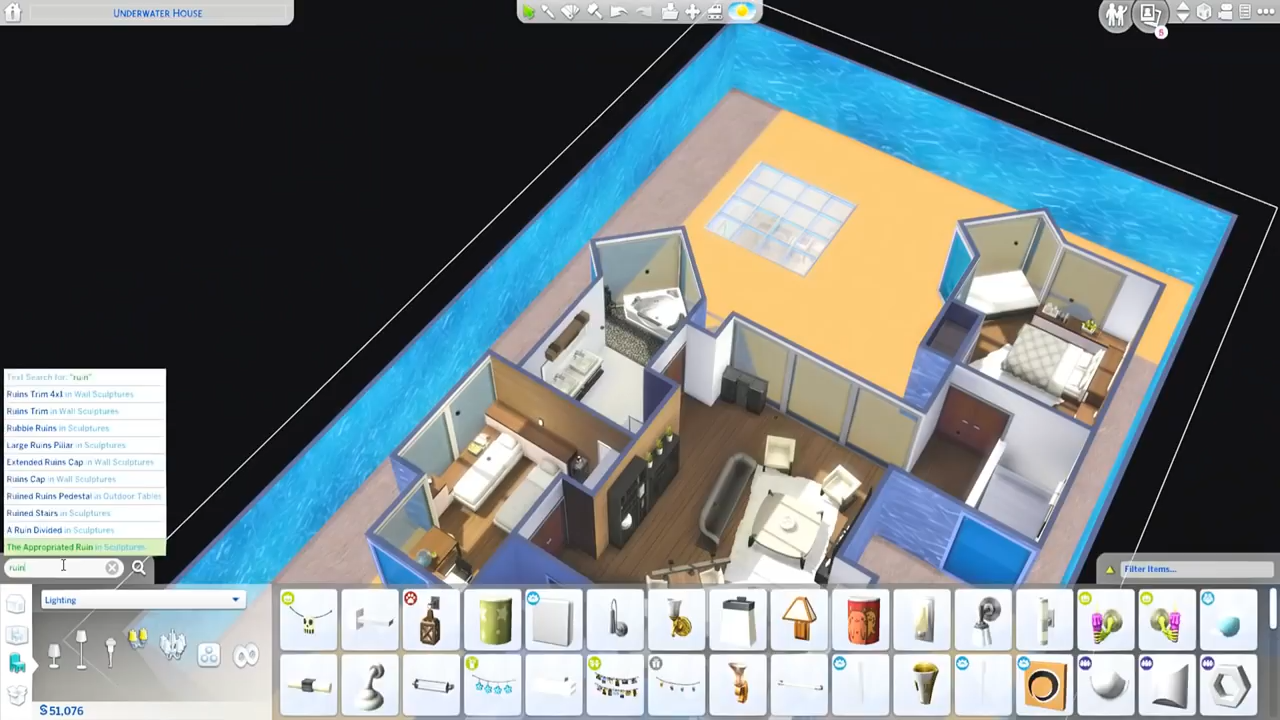 Underwater House
5
Text Search for: "ruin"
Ruins Trim 4x1 in Wall Sculptures
Ruins Trim in Wall Sculptures
Rubble Ruins in Sculptures
Large Ruins Pillar in Sculptures
Extended Ruins Cap in Wall Sculptures
Ruins Cap in Wall Sculptures
Ruined Ruins Pedestal in Outdoor Tables
Ruined Stairs in Sculptures
A Ruin Divided in Sculptures
The Appropriated Ruin in Sculptures
ruin
Filter Items...
Lighting
$51,076